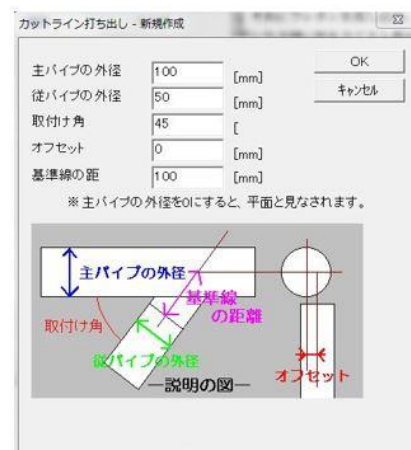 カットライン打ち出し - 新規作成
主パイプの外径 100 [mm]
従パイプの外径 50 [mm]
取付け角 45 [
オフセット 0 [mm]
基準線の距 100 [mm]
OK
キャンセル
※ 主パイプの外径を0にすると、平面と見なされます。
主パイプの外径
基準線
の距離
取付け角
従パイプの外径
オフセット
―説明の図―